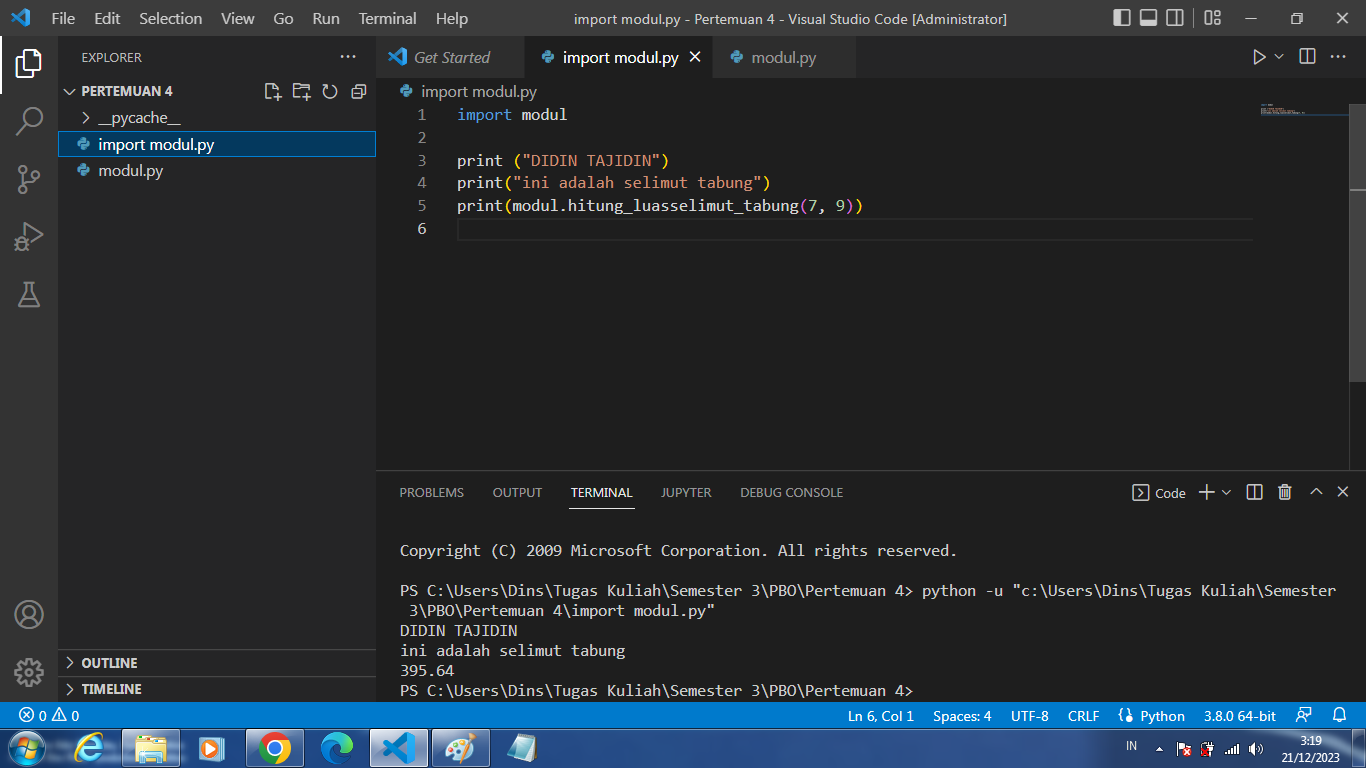 File Edit Selection View Go Run Terminal Help import modul.py - Pertemuan 4 - Visual Studio Code [Administrator]
EXPLORER
PERTEMUAN 4
__pycache__
import modul.py
modul.py
OUTLINE
TIMELINE
Get Started import modul.py modul.py
import modul.py
1 import modul
2
3 print ("DIDIN TAJIDIN")
4 print("ini adalah selimut tabung")
5 print(modul.hitung_luasselimut_tabung(7, 9))
6
PROBLEMS OUTPUT TERMINAL JUPYTER DEBUG CONSOLE Code
Copyright (C) 2009 Microsoft Corporation. All rights reserved.
PS C:\Users\Dins\Tugas Kuliah\Semester 3\PBO\Pertemuan 4> python -u "c:\Users\Dins\Tugas Kuliah\Semester
3\PBO\Pertemuan 4\import modul.py"
DIDIN TAJIDIN
ini adalah selimut tabung
395.64
PS C:\Users\Dins\Tugas Kuliah\Semester 3\PBO\Pertemuan 4>
0 0 Ln 6, Col 1 Spaces: 4 UTF-8 CRLF Python 3.8.0 64-bit
IN 3:19
21/12/2023